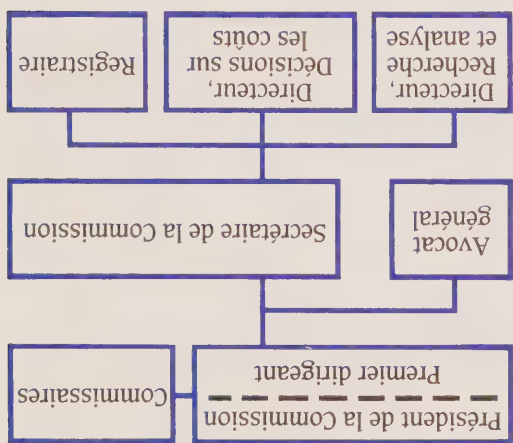 Président de la Commission
Premier dirigeant
Commissaires
Avocat
général
Secrétaire de la Commission
Directeur,
Recherche
et analyse
Directeur,
Décisions sur
les coûts
Registraire